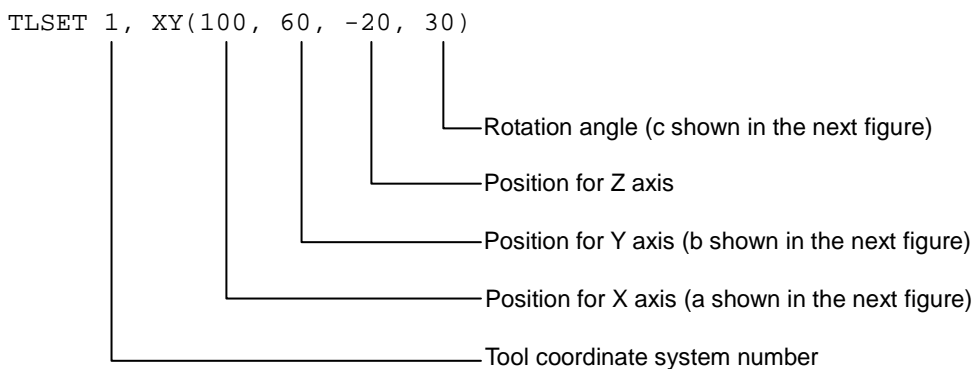 TLSET 1, XY(100, 60, -20, 30)
Rotation angle (c shown in the next figure)
Position for Z axis
Position for Y axis (b shown in the next figure)
Position for X axis (a shown in the next figure)
Tool coordinate system number